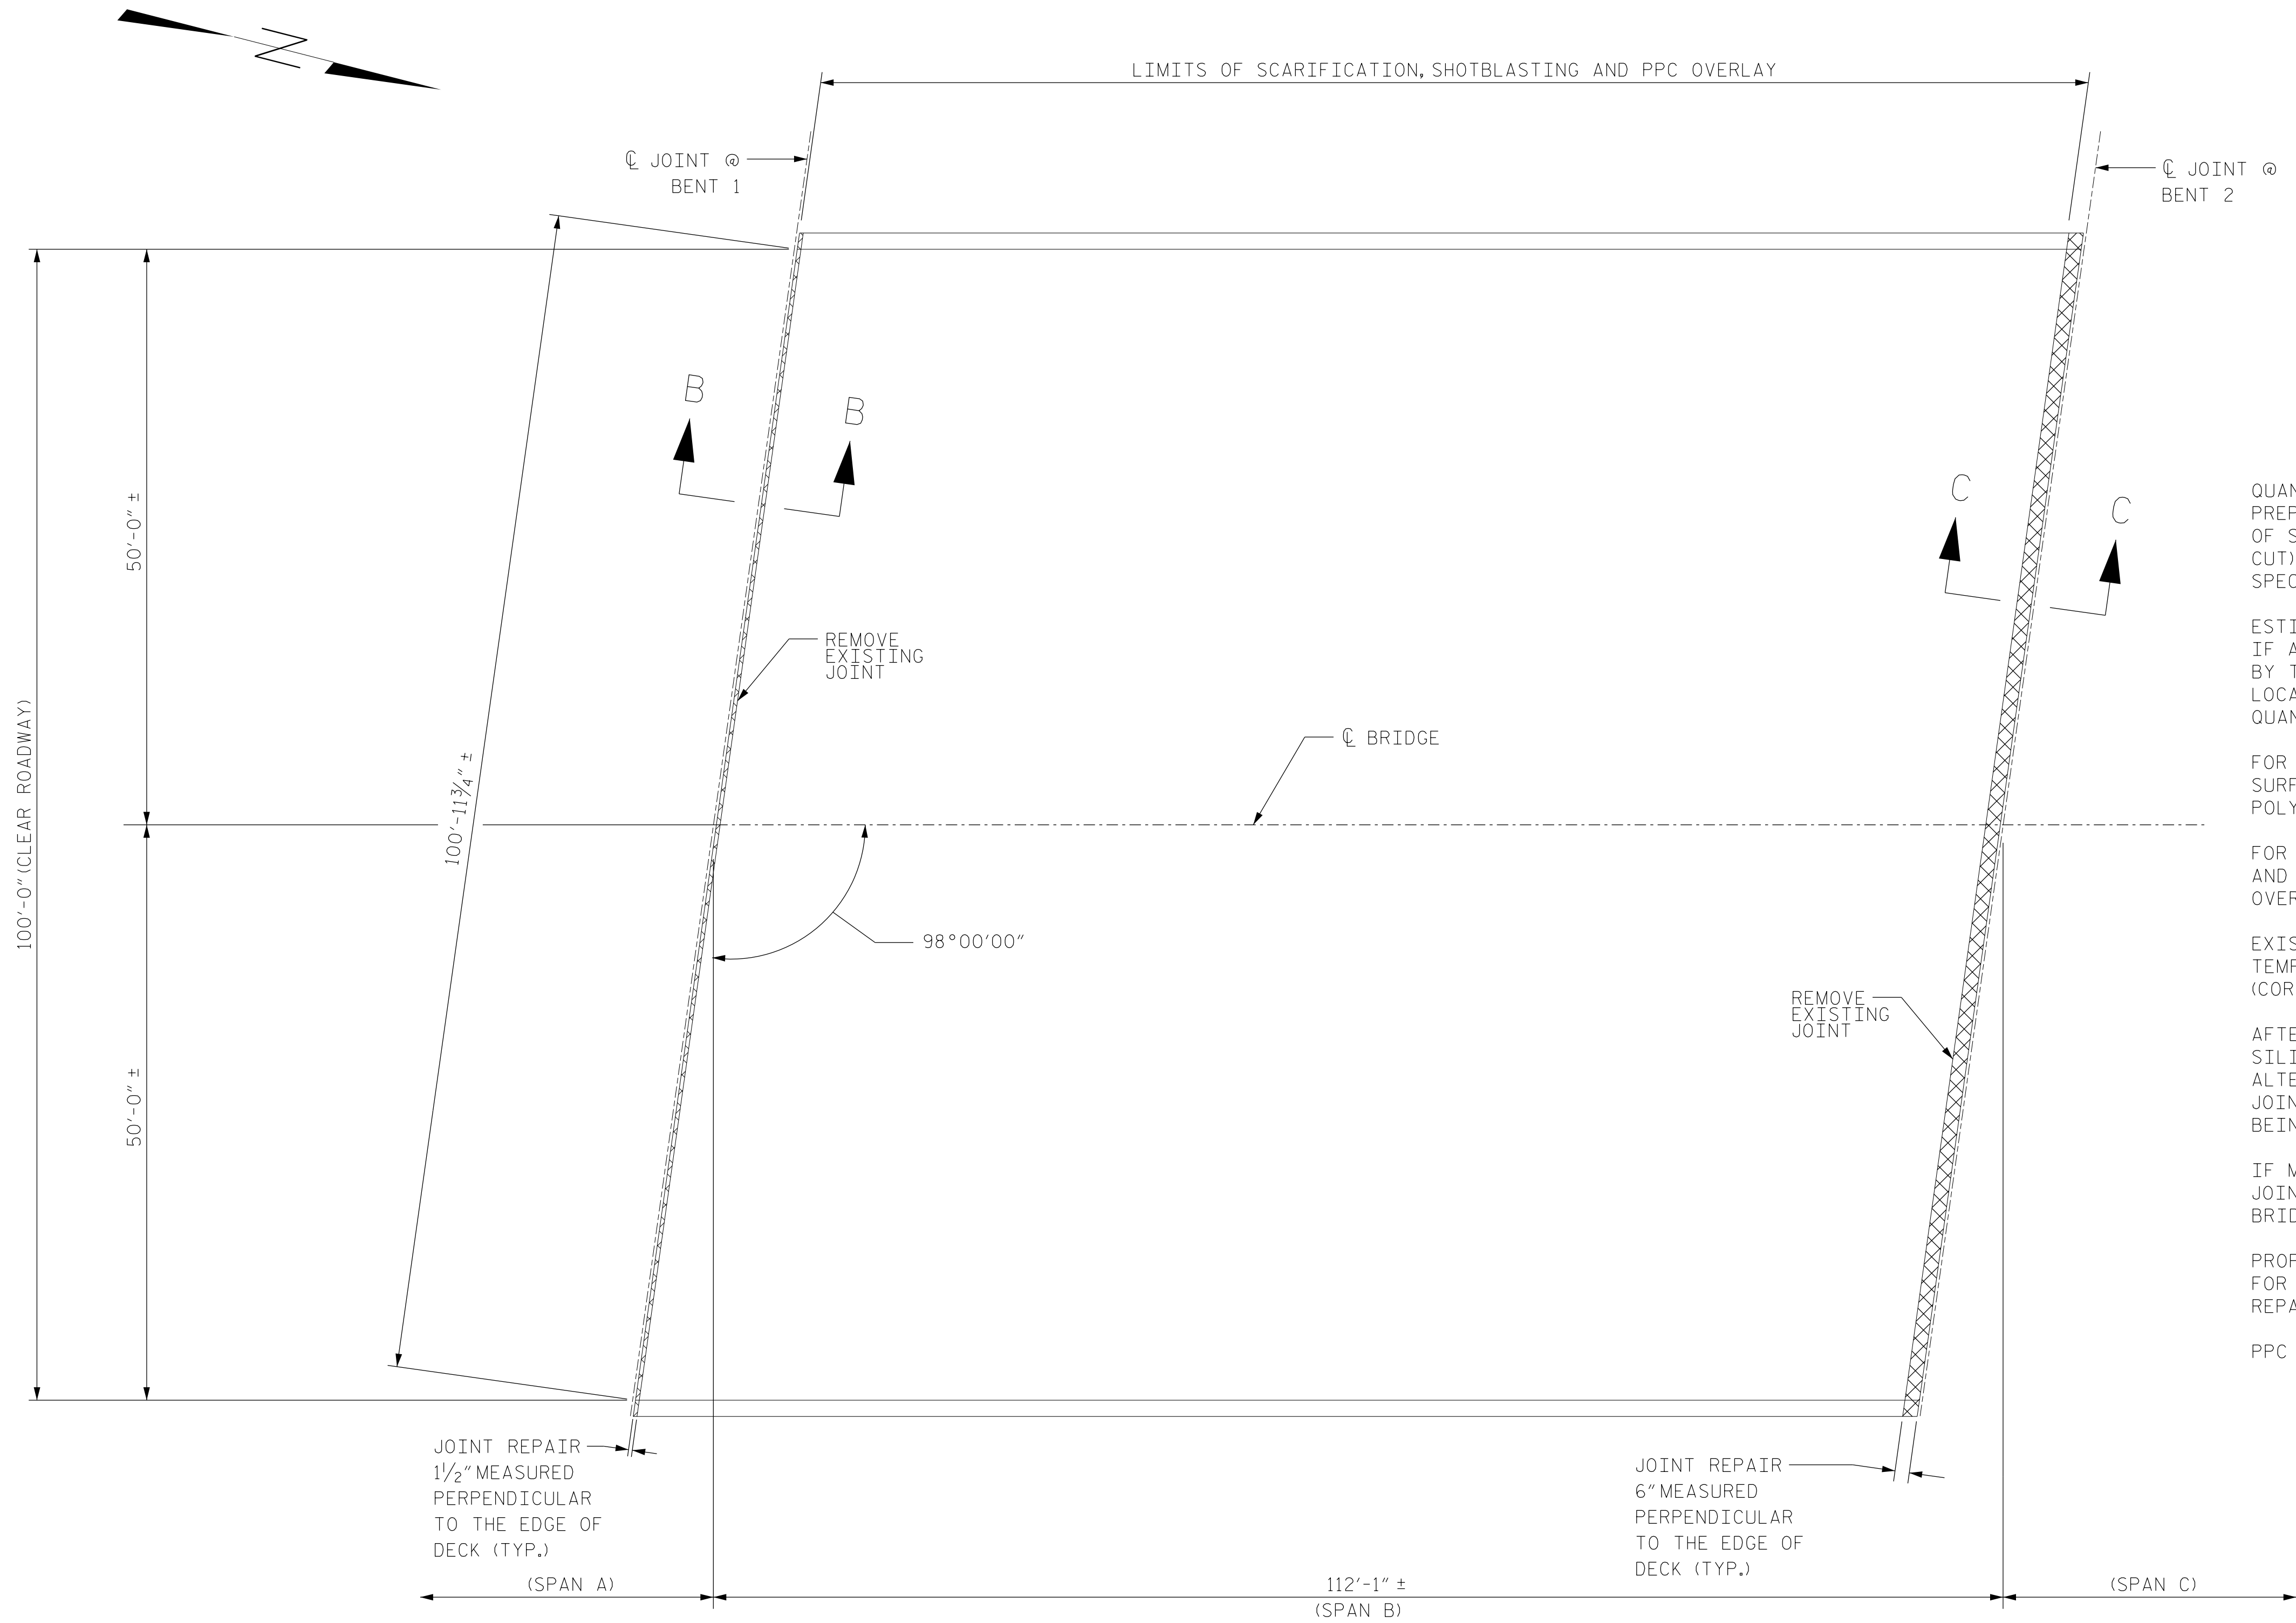 N
LIMITS OF SCARIFICATION, SHOTBLASTING AND PPC OVERLAY
℄ JOINT @
BENT 1
℄ JOINT @
BENT 2
B
B
C
C
50'-0" ±
100'-0" (CLEAR ROADWAY)
100'-11 3/4" ±
50'-0" ±
REMOVE
EXISTING
JOINT
℄ BRIDGE
98°00'00"
REMOVE
EXISTING
JOINT
JOINT REPAIR
1 1/2" MEASURED
PERPENDICULAR
TO THE EDGE OF
DECK (TYP.)
JOINT REPAIR
6" MEASURED
PERPENDICULAR
TO THE EDGE OF
DECK (TYP.)
(SPAN A)
112'-1" ±
(SPAN B)
(SPAN C)
QUAN
PREP
OF S
CUT)
SPEC
ESTI
IF A
BY T
LOCA
QUAN
FOR
SURF
POLY
FOR
AND
OVER
EXIS
TEMP
(COR
AFTE
SILI
ALTE
JOIN
BEIN
IF M
JOIN
BRID
PROP
FOR
REPA
PPC